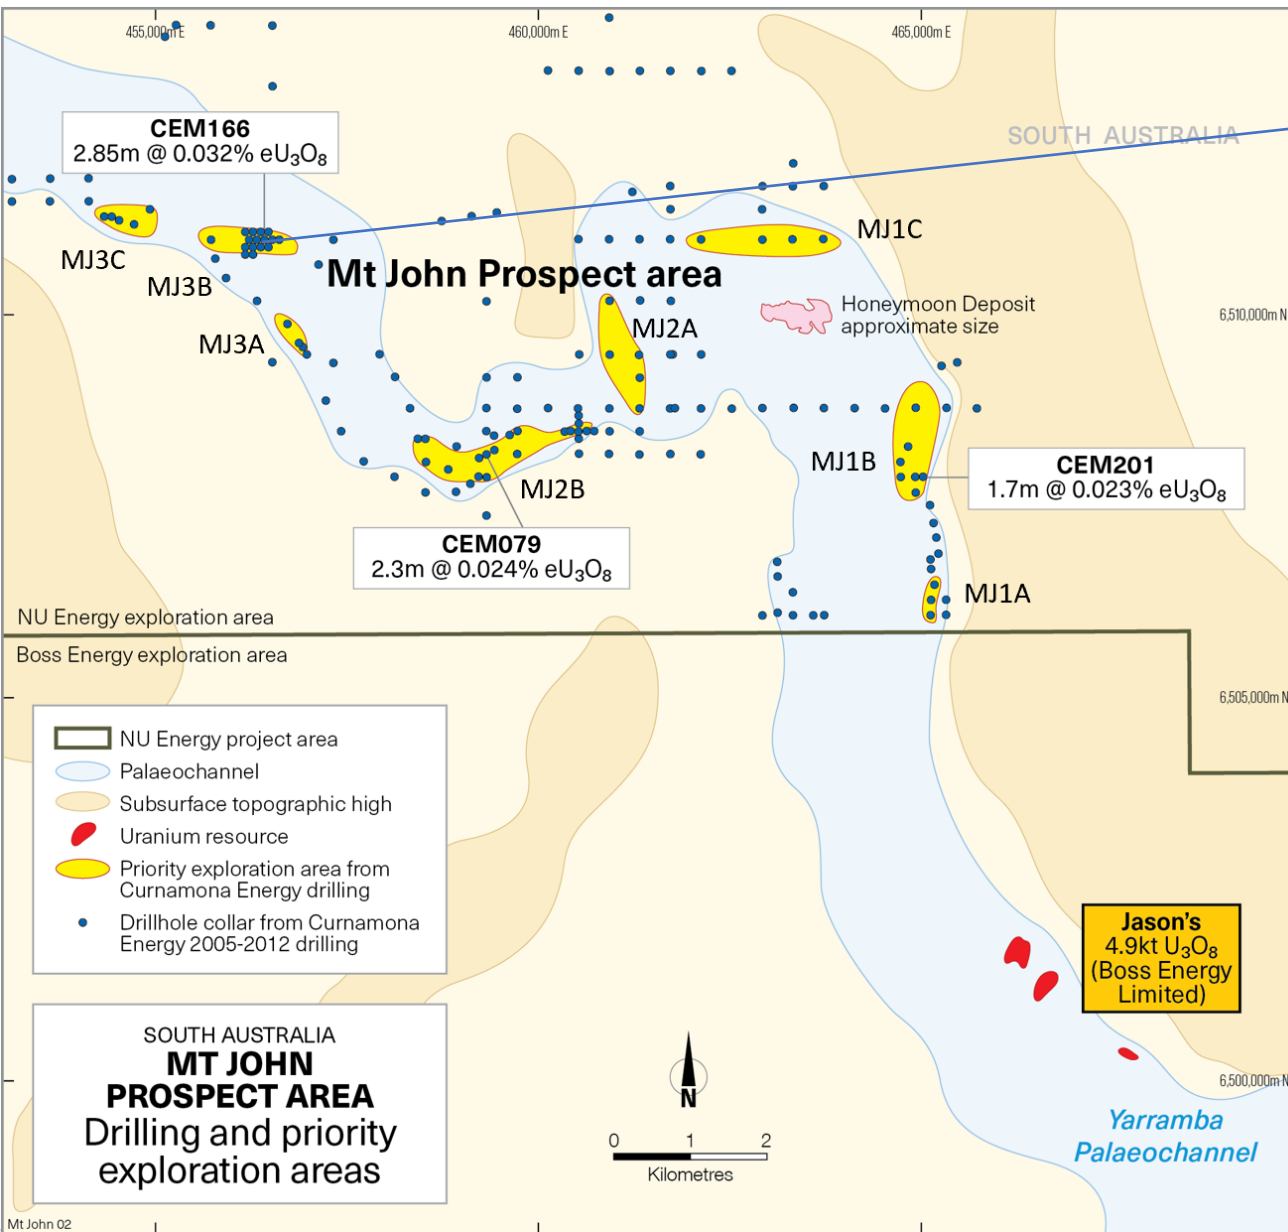 455,000m E
460,000m E
465,000m E
CEM166
2.85m @ 0.032% eU₃O₈
SOUTH AUSTRALIA
MJ3C
MJ3B
Mt John Prospect area
MJ1C
Honeymoon Deposit
approximate size
6,510,000m N
MJ3A
MJ2A
MJ1B
CEM201
1.7m @ 0.023% eU₃O₈
MJ2B
CEM079
2.3m @ 0.024% eU₃O₈
MJ1A
NU Energy exploration area
Boss Energy exploration area
6,505,000m N
NU Energy project area
Palaeochannel
Subsurface topographic high
Uranium resource
Priority exploration area from
Curnamona Energy drilling
Drillhole collar from Curnamona
Energy 2005-2012 drilling
Jason's
4.9kt U₃O₈
(Boss Energy
Limited)
SOUTH AUSTRALIA
MT JOHN
PROSPECT AREA
Drilling and priority
exploration areas
N
0 1 2
Kilometres
6,500,000m N
Yarramba
Palaeochannel
Mt John 02